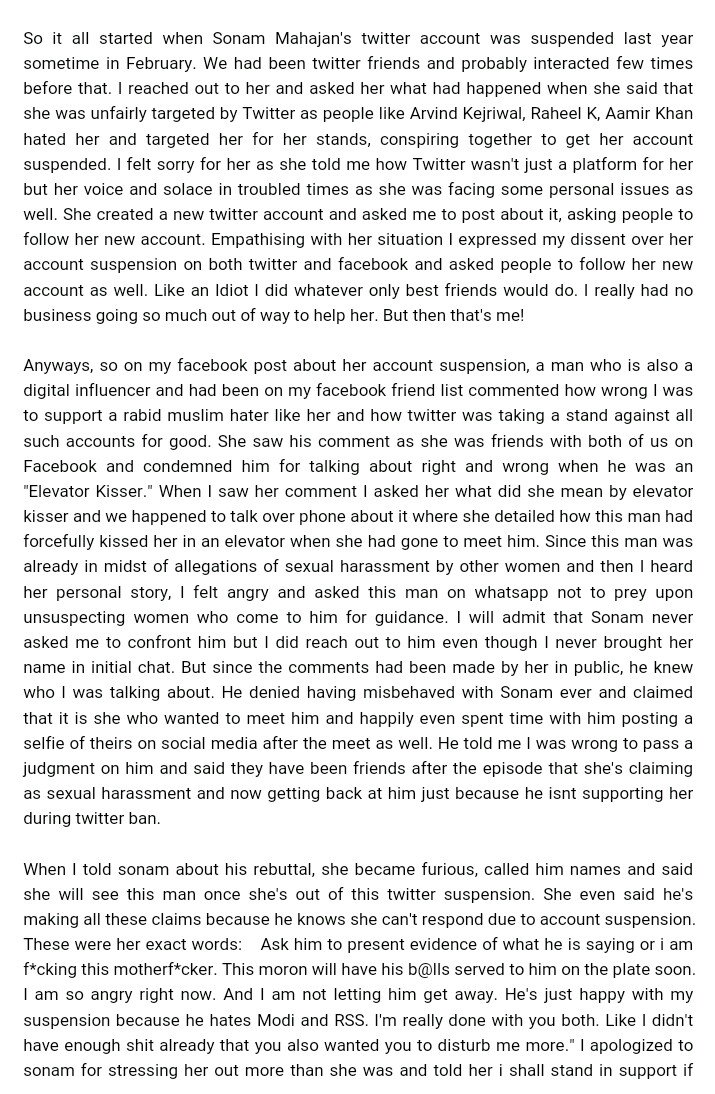 So it all started when Sonam Mahajan's twitter account was suspended last year
sometime in February. We had been twitter friends and probably interacted few times
before that. I reached out to her and asked her what had happened when she said that
she was unfairly targeted by Twitter as people like Arvind Kejriwal, Raheel K, Aamir Khan
hated her and targeted her for her stands, conspiring together to get her account
suspended. I felt sorry for her as she told me how Twitter wasn't just a platform for her
but her voice and solace in troubled times as she was facing some personal issues as
well. She created a new twitter account and asked me to post about it, asking people to
follow her new account. Empathising with her situation I expressed my dissent over her
account suspension on both twitter and facebook and asked people to follow her new
account as well. Like an Idiot I did whatever only best friends would do. I really had no
business going so much out of way to help her. But then that's me!

Anyways, so on my facebook post about her account suspension, a man who is also a
digital influencer and had been on my facebook friend list commented how wrong I was
to support a rabid muslim hater like her and how twitter was taking a stand against all
such accounts for good. She saw his comment as she was friends with both of us on
Facebook and condemned him for talking about right and wrong when he was an
"Elevator Kisser." When I saw her comment I asked her what did she mean by elevator
kisser and we happened to talk over phone about it where she detailed how this man had
forcefully kissed her in an elevator when she had gone to meet him. Since this man was
already in midst of allegations of sexual harassment by other women and then I heard
her personal story, I felt angry and asked this man on whatsapp not to prey upon
unsuspecting women who come to him for guidance. I will admit that Sonam never
asked me to confront him but I did reach out to him even though I never brought her
name in initial chat. But since the comments had been made by her in public, he knew
who I was talking about. He denied having misbehaved with Sonam ever and claimed
that it is she who wanted to meet him and happily even spent time with him posting a
selfie of theirs on social media after the meet as well. He told me I was wrong to pass a
judgment on him and said they have been friends after the episode that she's claiming
as sexual harassment and now getting back at him just because he isnt supporting her
during twitter ban.

When I told sonam about his rebuttal, she became furious, called him names and said
she will see this man once she's out of this twitter suspension. She even said he's
making all these claims because he knows she can't respond due to account suspension.
These were her exact words: Ask him to present evidence of what he is saying or i am
f*cking this motherf*cker. This moron will have his b@lls served to him on the plate soon.
I am so angry right now. And I am not letting him get away. He's just happy with my
suspension because he hates Modi and RSS. I'm really done with you both. Like I didn't
have enough shit already that you also wanted you to disturb me more." I apologized to
sonam for stressing her out more than she was and told her i shall stand in support if